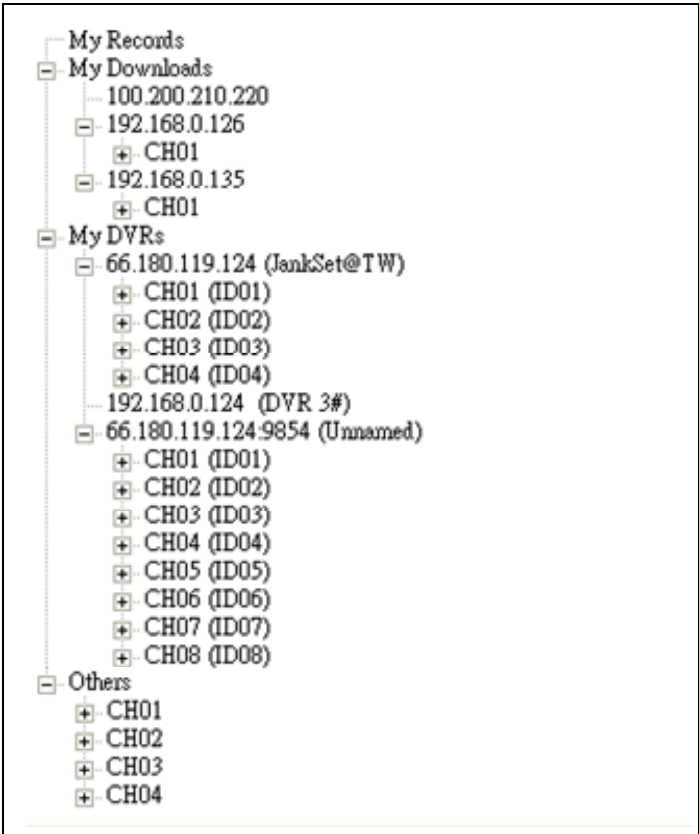 My Records
My Downloads
100.200.210.220
192.168.0.126
CH01
192.168.0.135
CH01
My DVRs
66.180.119.124 (JankSet@TW)
CH01 (ID01)
CH02 (ID02)
CH03 (ID03)
CH04 (ID04)
192.168.0.124 (DVR 3#)
66.180.119.124:9854 (Unnamed)
CH01 (ID01)
CH02 (ID02)
CH03 (ID03)
CH04 (ID04)
CH05 (ID05)
CH06 (ID06)
CH07 (ID07)
CH08 (ID08)
Others
CH01
CH02
CH03
CH04